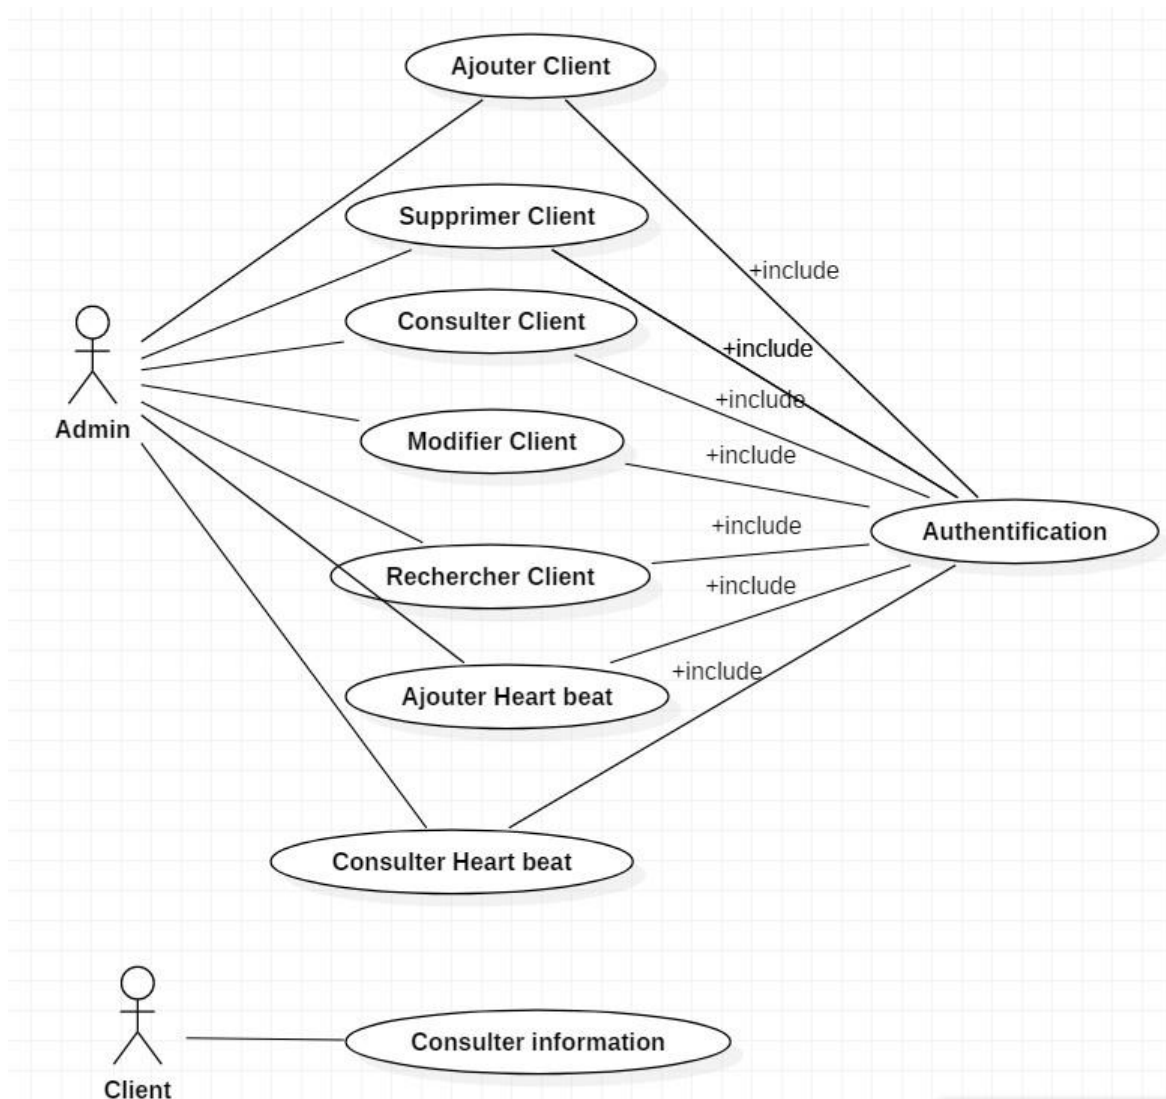 Ajouter Client
Supprimer Client
+include
Consulter Client
+include
+include
Admin
Modifier Client
+include
+include
Authentification
Rechercher Client
+include
+include
Ajouter Heart beat
Consulter Heart beat
Consulter information
Client